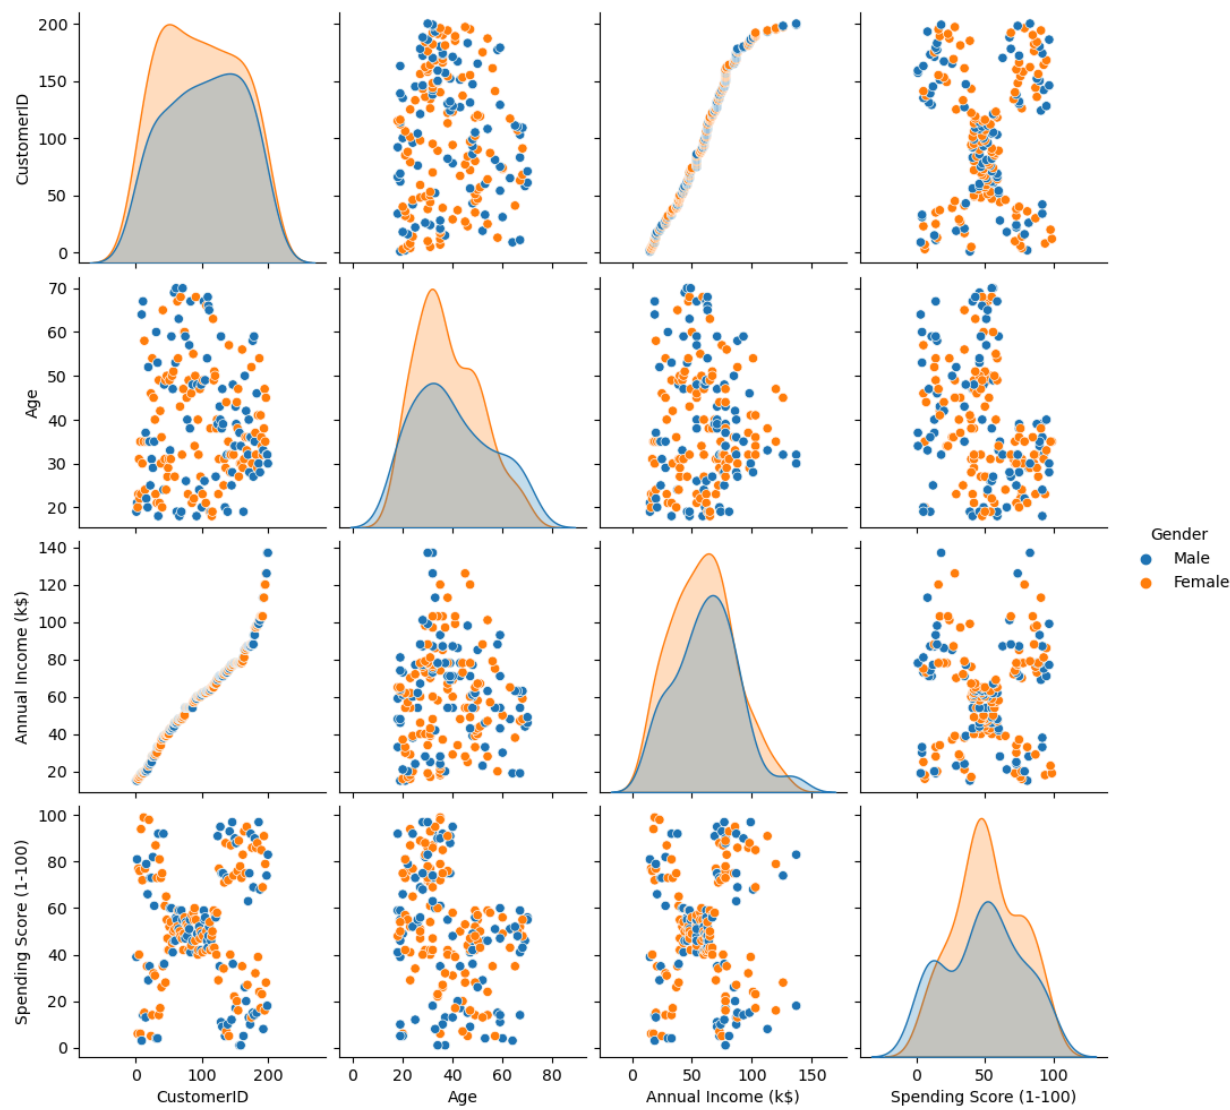 200
150
100
50
0
CustomerID
70
60
50
40
30
20
Age
Gender
Male
Female
140
120
100
80
60
40
20
Annual Income (k$)
100
80
60
40
20
0
Spending Score (1-100)
0 100 200
0 20 40 60 80
0 50 100 150
0 50 100
CustomerID
Age
Annual Income (k$)
Spending Score (1-100)